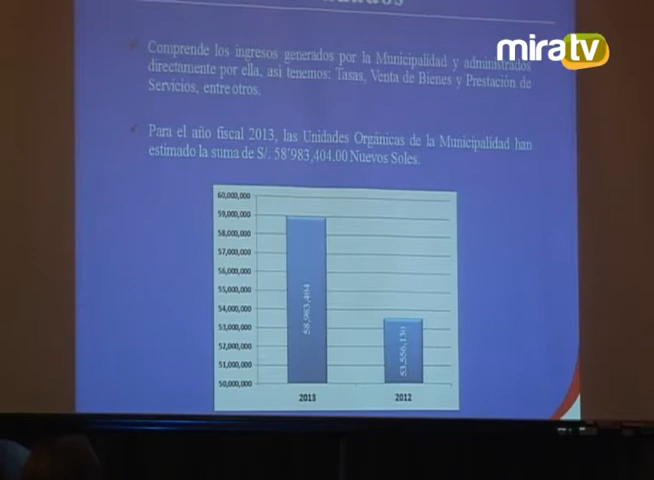 miratv
Comprende los ingresos generados por la Municipalidad y administrados
directamente por ella, así tenemos: Tasas, Venta de Bienes y Prestación de
Servicios, entre otros.
Para el año fiscal 2013, las Unidades Orgánicas de la Municipalidad han
estimado la suma de S/. 58’983,404.00 Nuevos Soles.
60,000,000
59,000,000
58,000,000
57,000,000
56,000,000
55,000,000
54,000,000
53,000,000
52,000,000
51,000,000
50,000,000
58,983,404
53,556,130
2013
2012